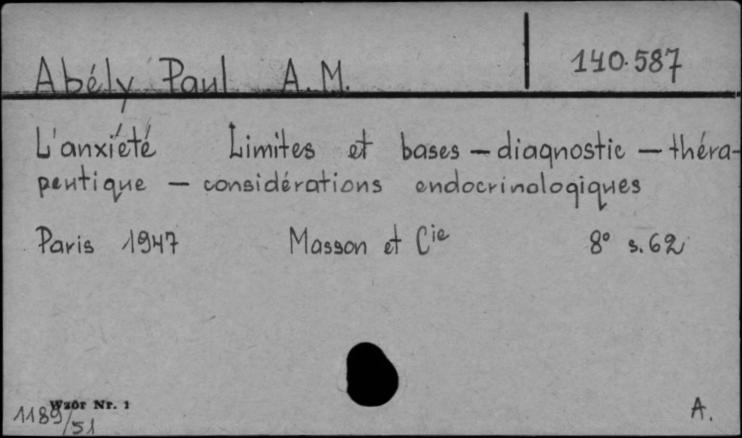 Abély Paul A.M.
140.587
L'anxiété Limites et bases – diagnostic – théra-
peutique – considérations endocrinologiques
Paris 1947 Masson et Cie 8° s. 62
Wzór Nr. 1
1189/51
A.